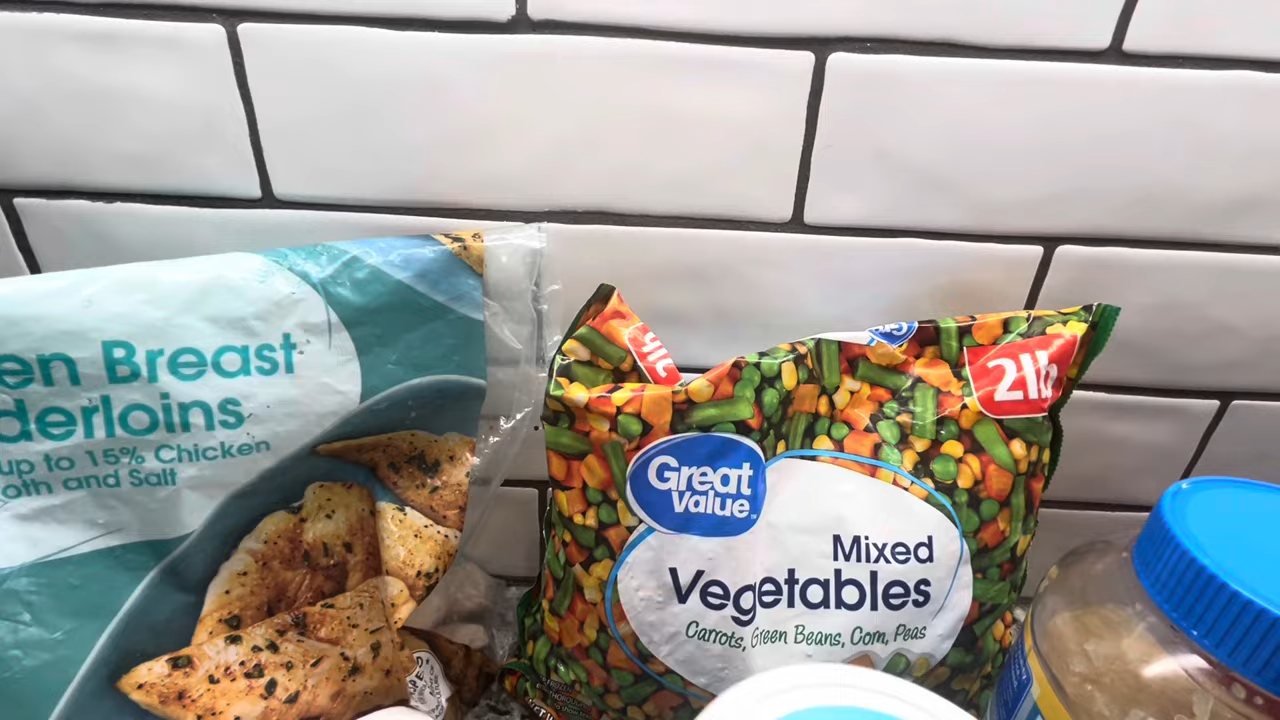 en Breast
derloins
up to 15% Chicken
oth and Salt
2lb
2lb
Great
Value
Mixed
Vegetables
Carrots, Green Beans, Corn, Peas